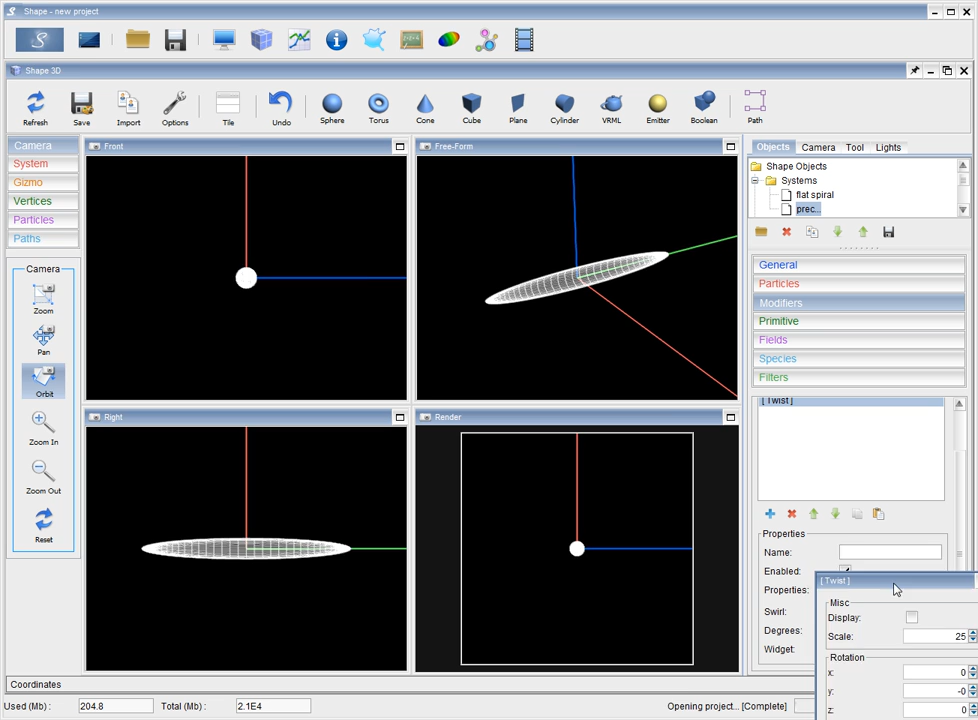 Shape - new project
Shape 3D
Refresh Save Import Options Tile Undo Sphere Torus Cone Cube Plane Cylinder VRML Emitter Boolean Path
Camera
System
Gizmo
Vertices
Particles
Paths
Camera
Zoom
Pan
Orbit
Zoom In
Zoom Out
Reset
Front
Free-Form
Right
Render
Objects Camera Tool Lights
Shape Objects
Systems
flat spiral
prec...
General
Particles
Modifiers
Primitive
Fields
Species
Filters
[ Twist ]
Properties
Name:
Enabled:
Properties:
Swirl:
Degrees:
Widget:
[ Twist ]
Misc
Display:
Scale: 25
Rotation
x: 0
y: -0
z: 0
Coordinates
Used (Mb) : 204.8 Total (Mb) : 2.1E4 Opening project... [Complete]